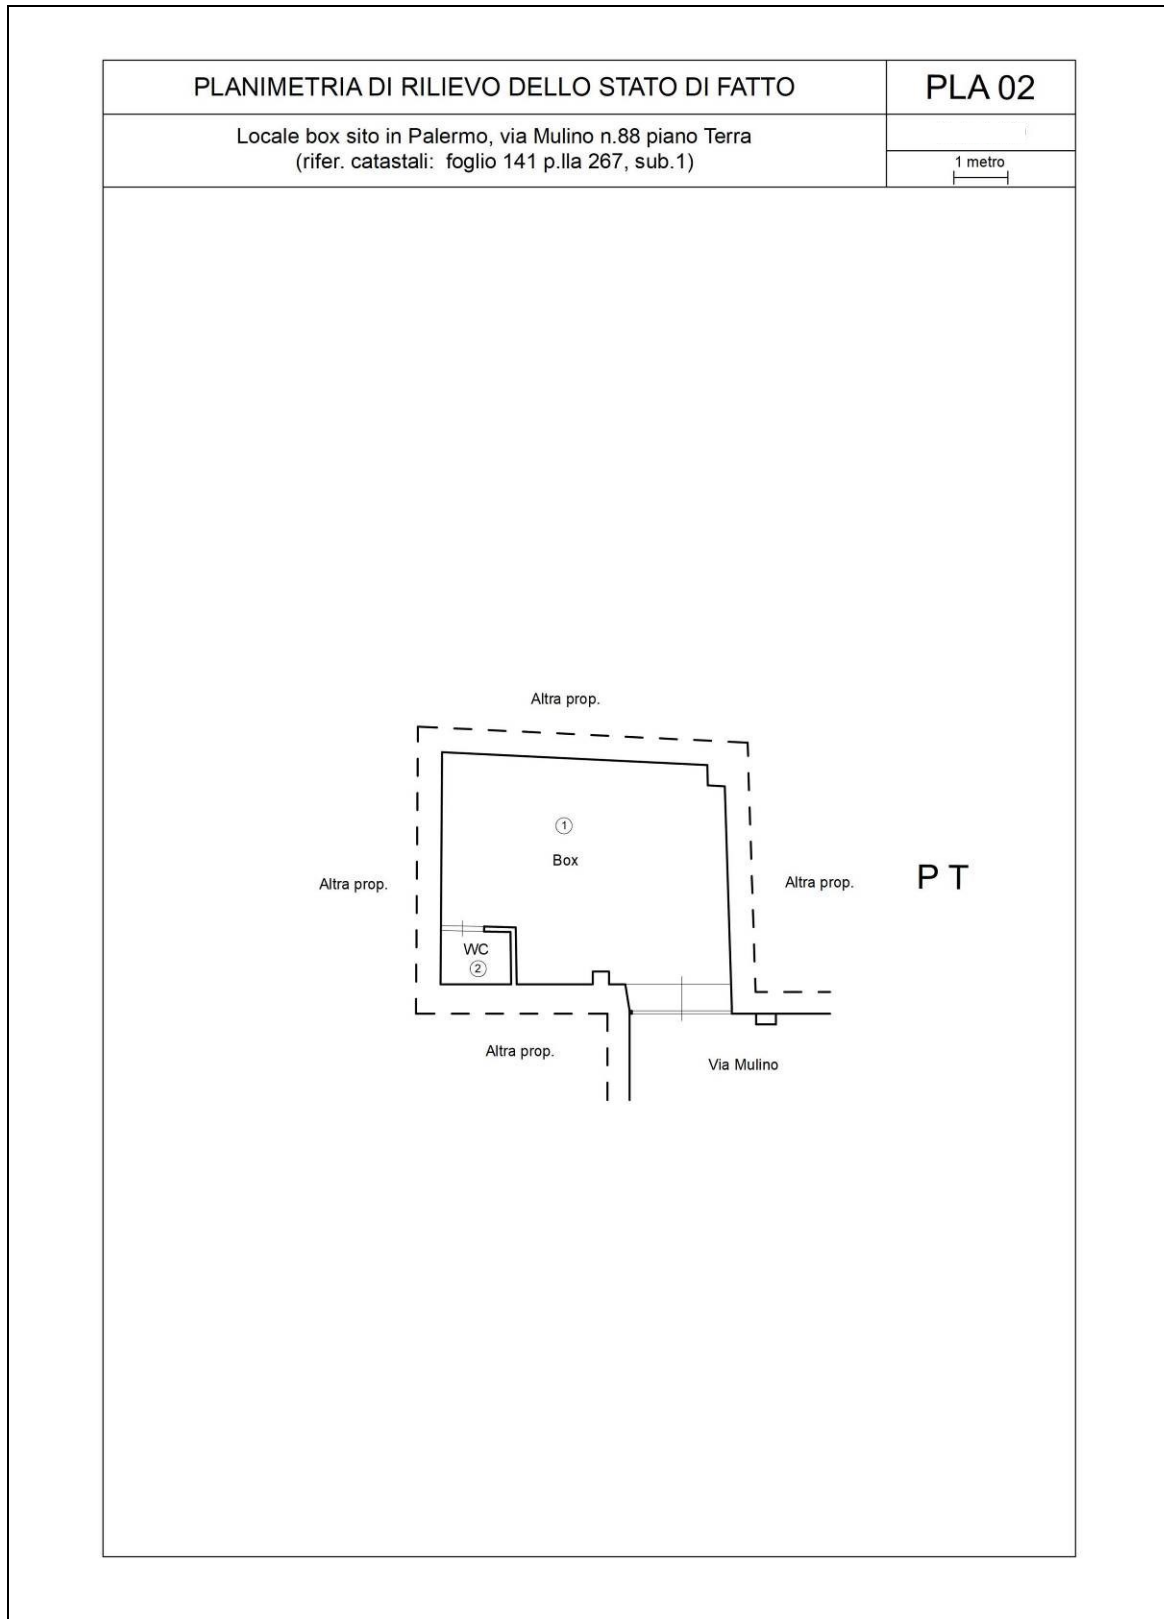 PLANIMETRIA DI RILIEVO DELLO STATO DI FATTO
PLA 02
Locale box sito in Palermo, via Mulino n.88 piano Terra
(rifer. catastali: foglio 141 p.lla 267, sub.1)
1 metro
Altra prop.
1
Box
Altra prop.
Altra prop.
P T
WC
2
Altra prop.
Via Mulino